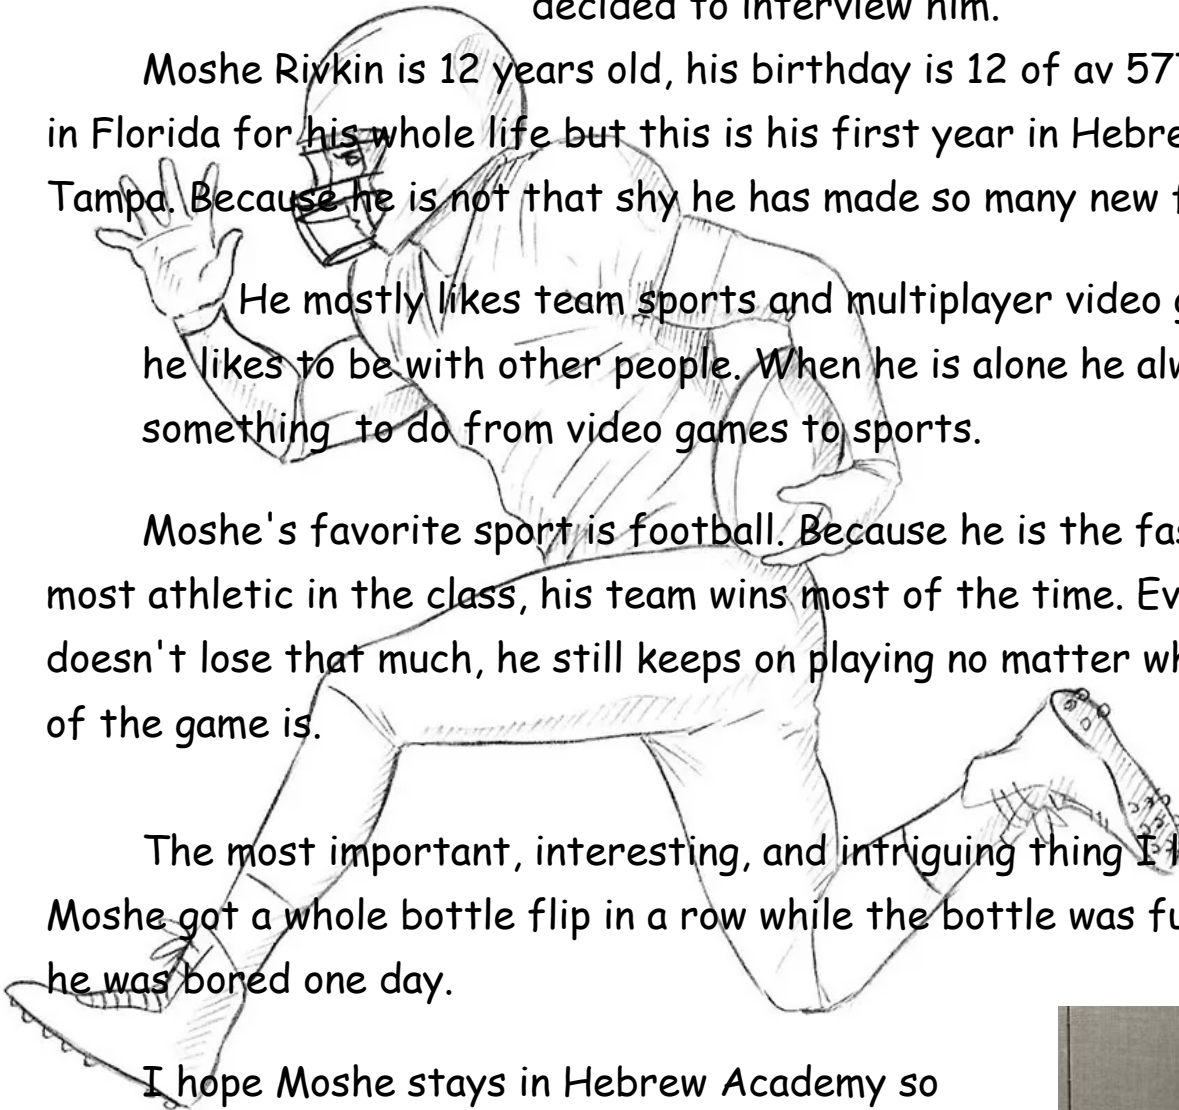 decided to interview him.
Moshe Rivkin is 12 years old, his birthday is 12 of av 57
in Florida for his whole life but this is his first year in
Tampa. Because he is not that shy he has made so many new
He mostly likes team sports and multiplayer video
he likes to be with other people. When he is alone he
something to do from video games to sports.
Moshe's favorite sport is football. Because he is the
most athletic in the class, his team wins most of the time.
doesn't lose that much, he still keeps on playing no matter
of the game is.
The most important, interesting, and intriguing thing I
Moshe got a whole bottle flip in a row while the bottle was
he was bored one day.
I hope Moshe stays in Hebrew Academy so